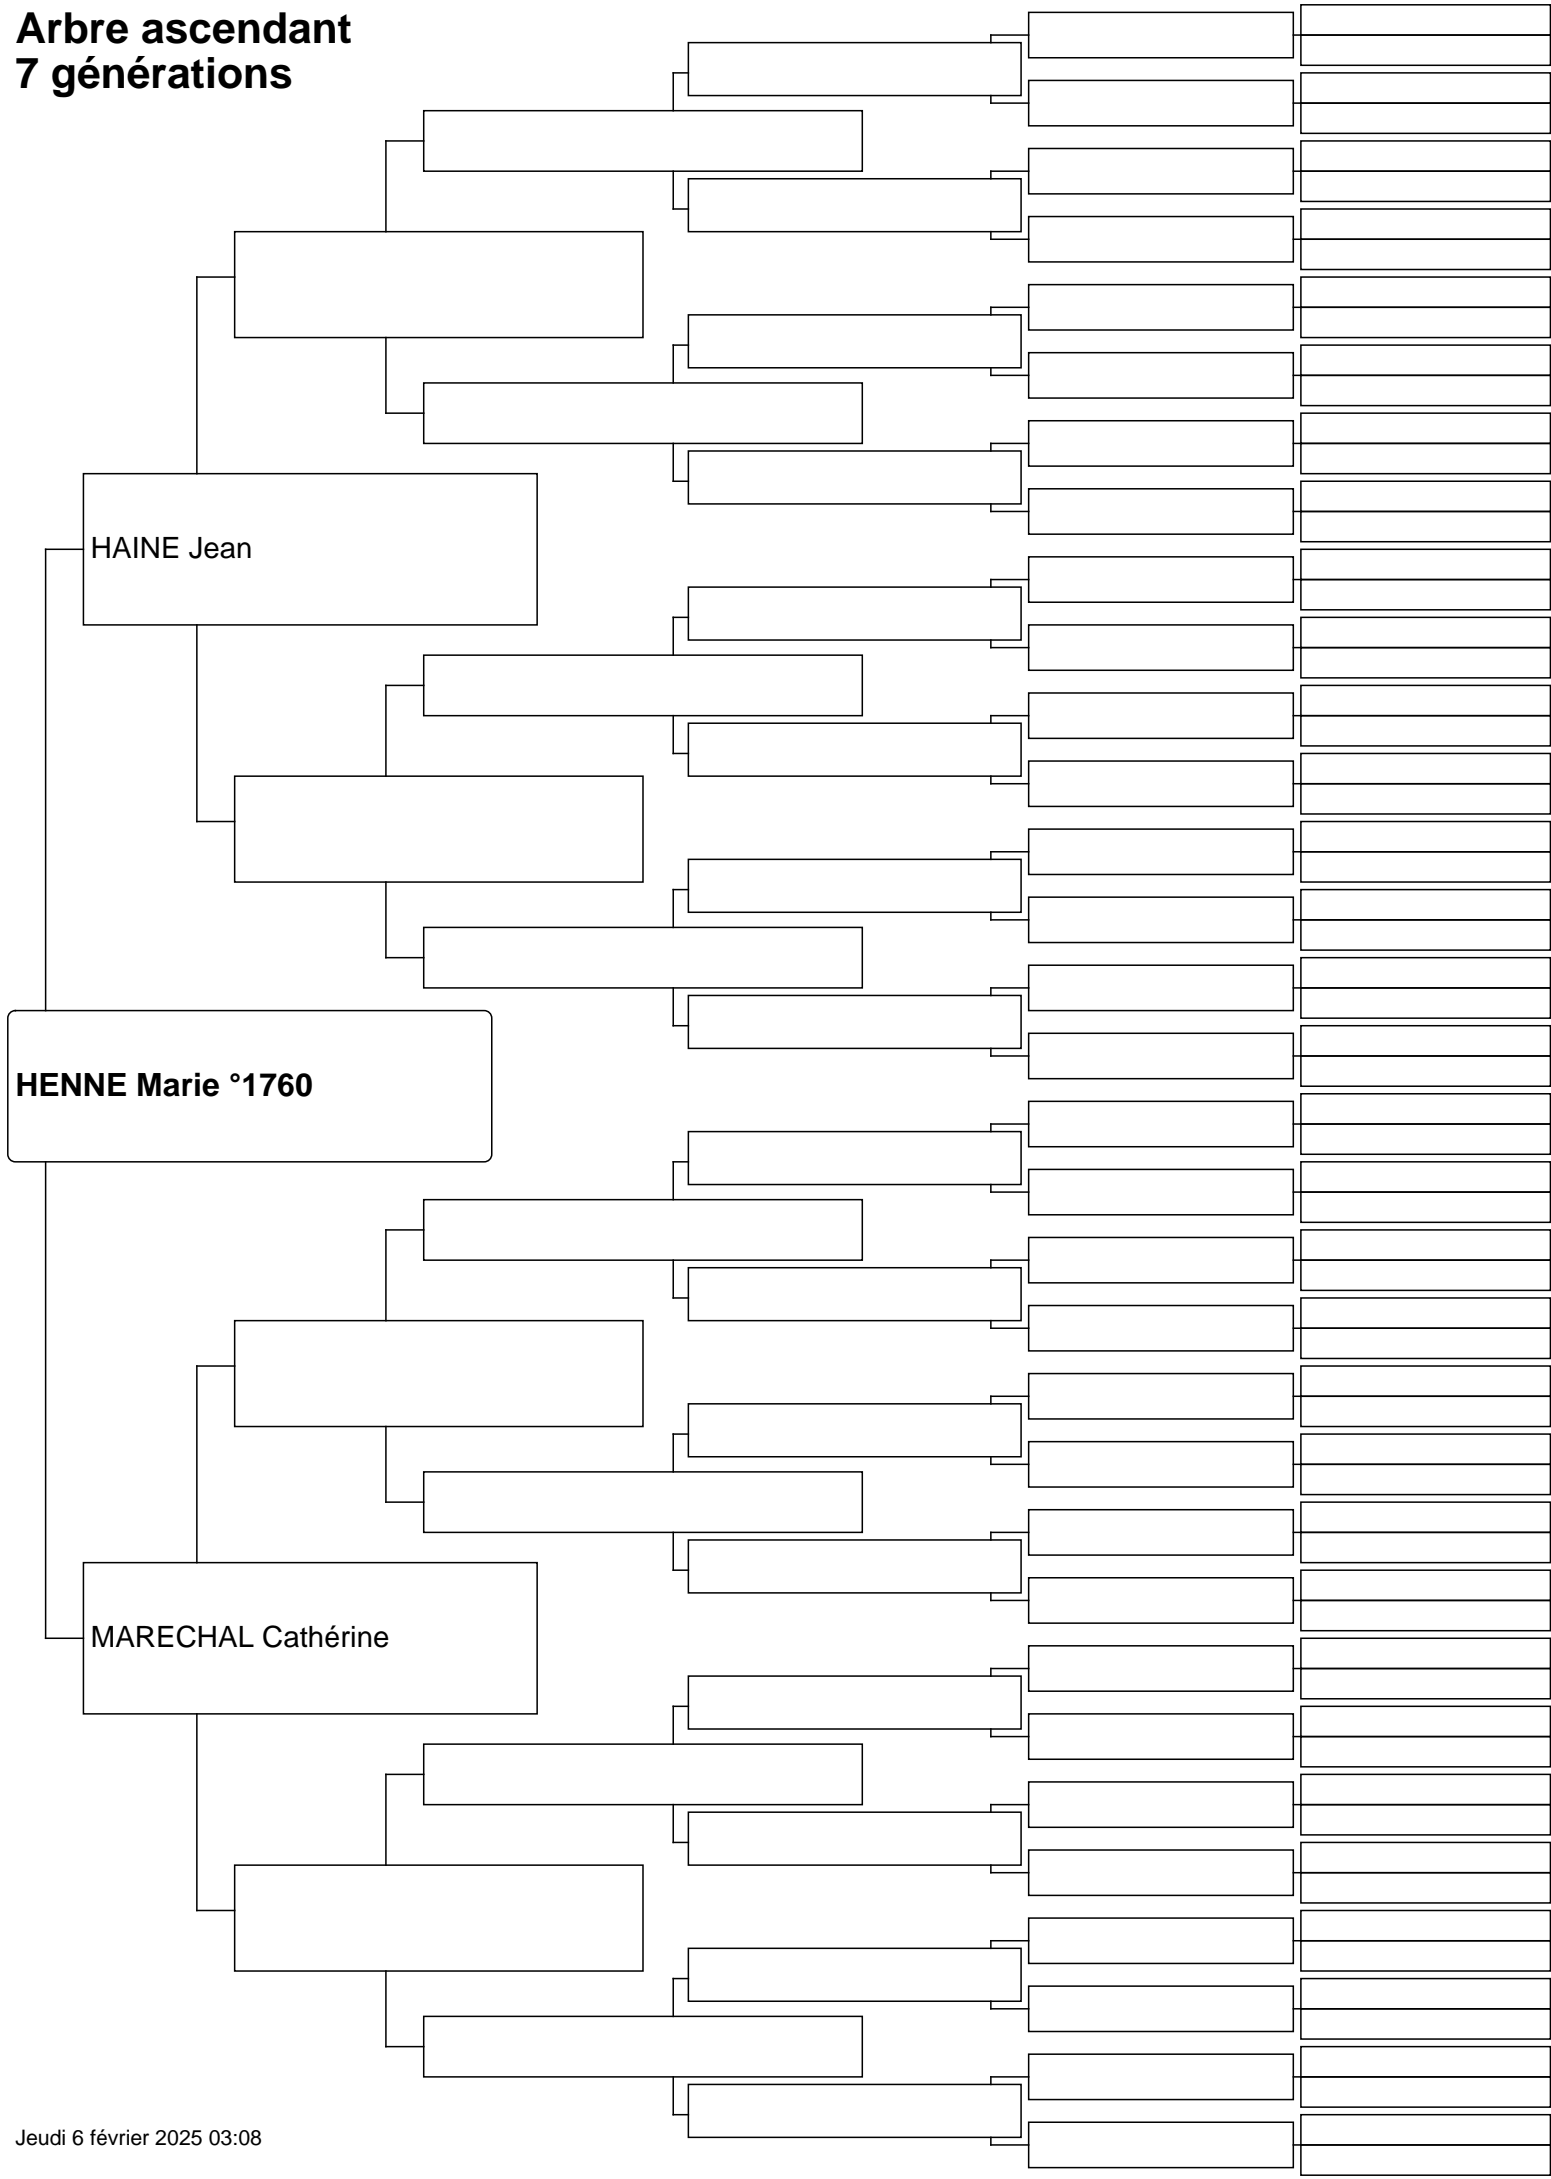 Arbre ascendant
7 générations
HAINE Jean
HENNE Marie °1760
MARECHAL Cathérine
Jeudi 6 février 2025 03:08